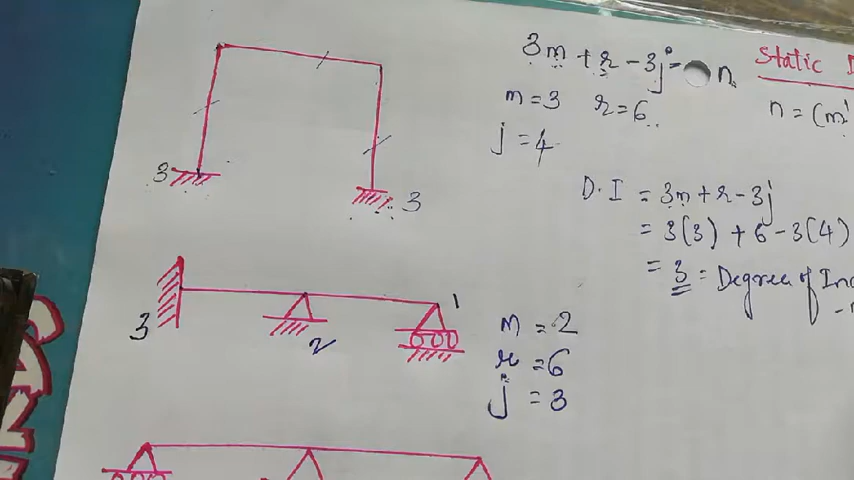 3m + r - 3j = n
Static
m = 3 r = 6
n = (m'
j = 4
3
3
D.I = 3m + r - 3j
= 3(3) + 6 - 3(4)
= 3 = Degree of Inde
1
3
2
m = 2
r = 6
j = 3